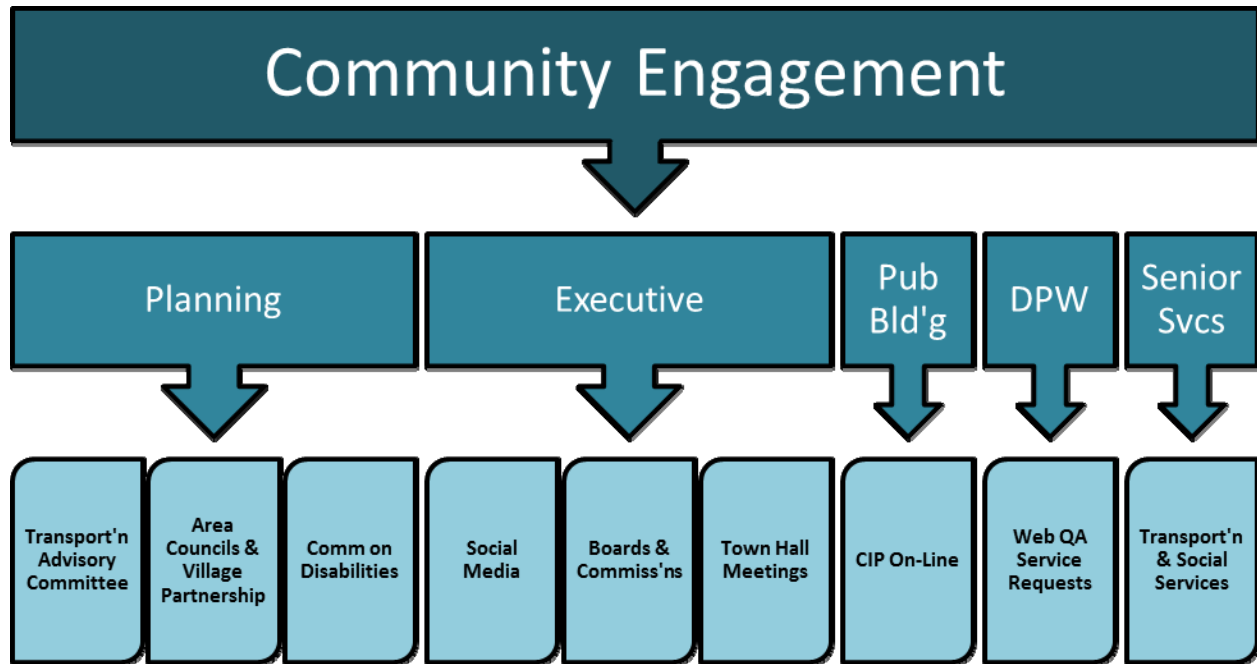 Community Engagement
Planning
Executive
Pub
Bld'g
DPW
Senior
Svcs
Transport'n
Advisory
Committee
Area
Councils &
Village
Partnership
Comm on
Disabilities
Social
Media
Boards &
Commiss'ns
Town Hall
Meetings
CIP On-Line
Web QA
Service
Requests
Transport'n
& Social
Services